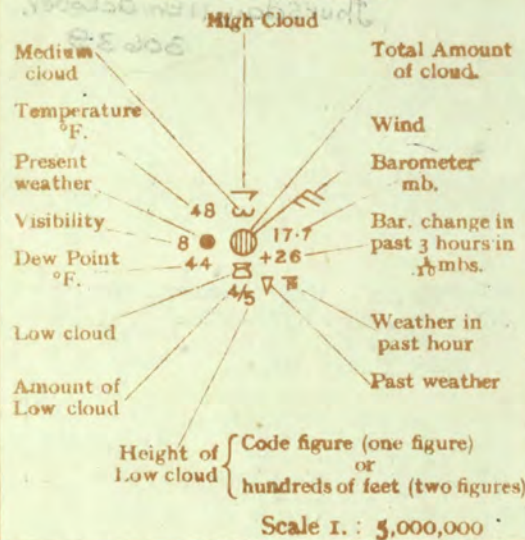 High Cloud
Medium
cloud
Total Amount
of cloud.
Temperature
°F.
Wind
Present
weather
Barometer
mb.
48
Visibility
8
17·7
Bar. change in
past 3 hours in
1/10 mbs.
Dew Point
°F.
44
+26
4/5
Low cloud
Weather in
past hour
Amount of
Low cloud
Past weather
Height of
Low cloud
Code figure (one figure)
or
hundreds of feet (two figures)
Scale 1. : 5,000,000